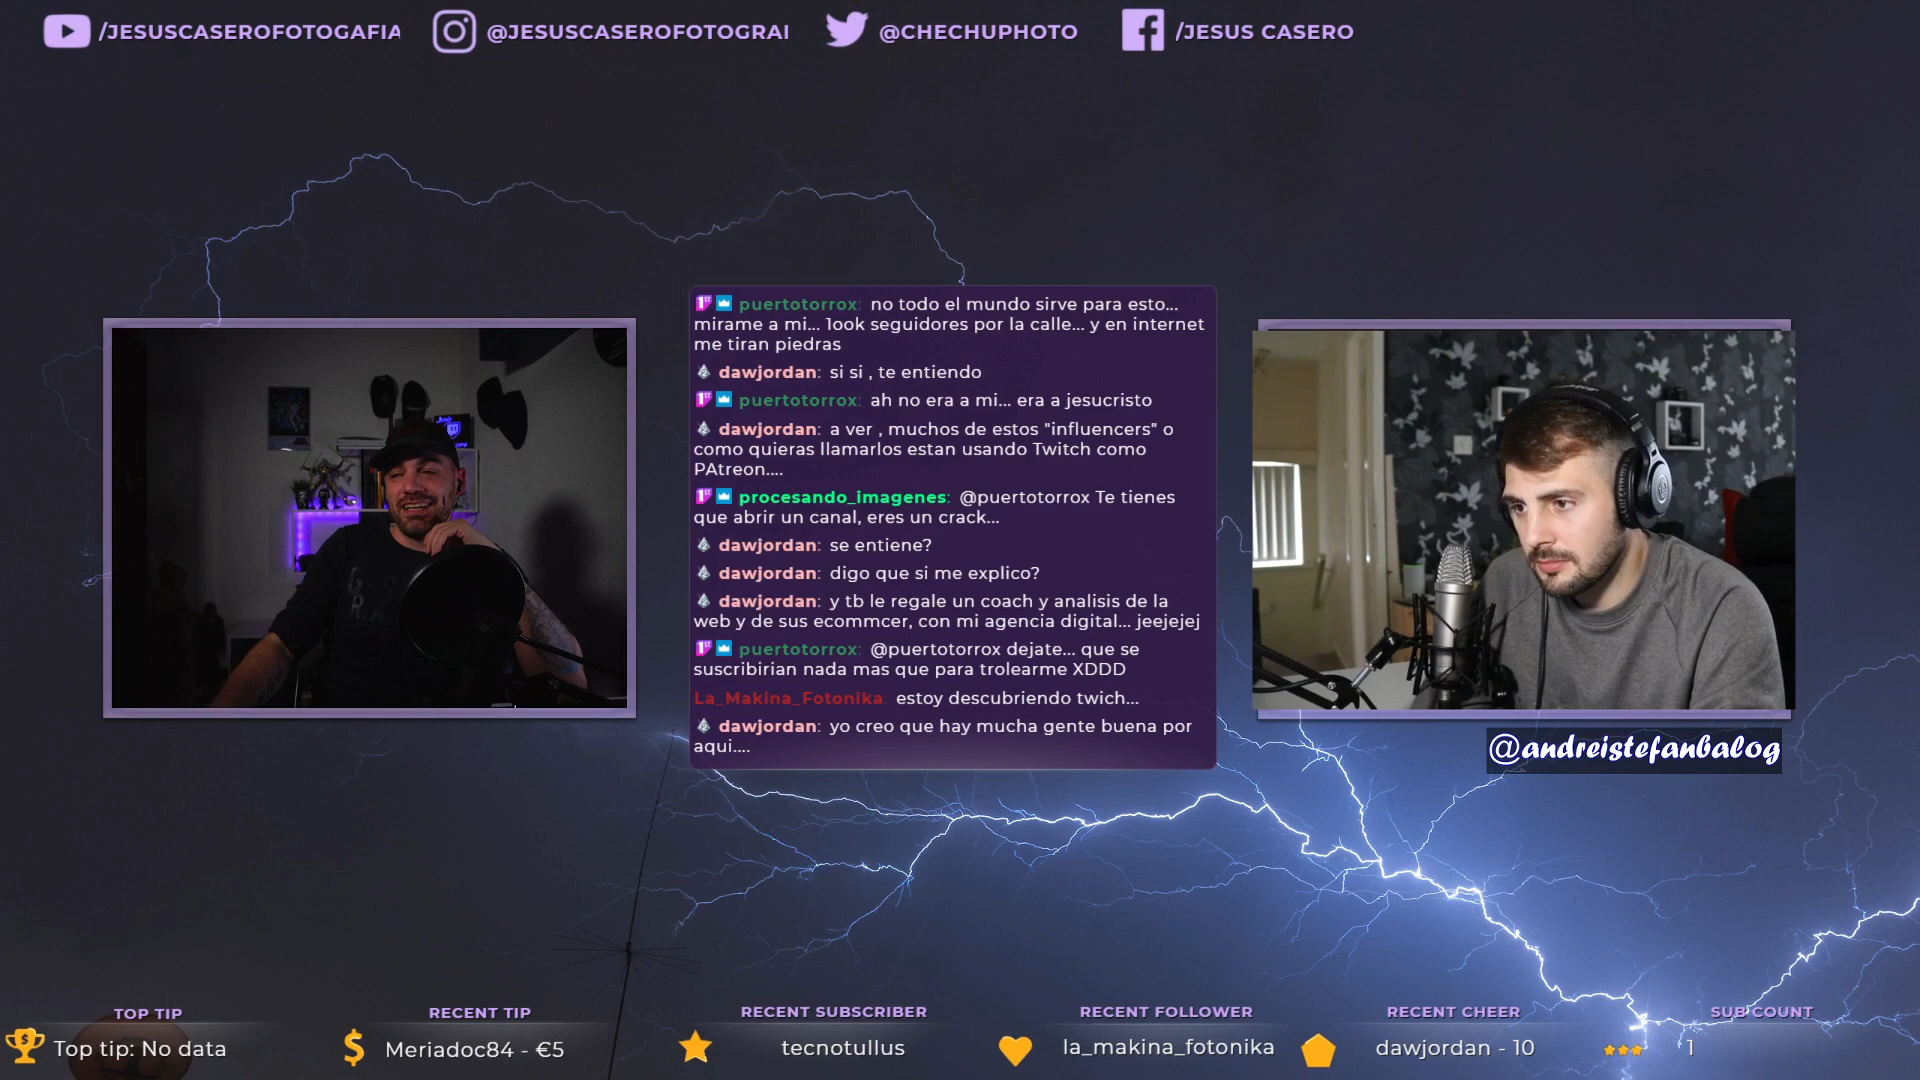 /JESUSCASEROFOTOGAFIA
@JESUSCASEROFOTOGRAI
@CHECHUPHOTO
/JESUS CASERO
puertotorrox: no todo el mundo sirve para esto...
mirame a mi... 1ook seguidores por la calle... y en internet
me tiran piedras
dawjordan: si si , te entiendo
puertotorrox: ah no era a mi... era a jesucristo
dawjordan: a ver , muchos de estos "influencers" o
como quieras llamarlos estan usando Twitch como
PAtreon....
procesando_imagenes: @puertotorrox Te tienes
que abrir un canal, eres un crack...
dawjordan: se entiene?
dawjordan: digo que si me explico?
dawjordan: y tb le regale un coach y analisis de la
web y de sus ecommcer, con mi agencia digital... jeejejej
puertotorrox: @puertotorrox dejate... que se
suscribirian nada mas que para trolearme XDDD
La_Makina_Fotonika: estoy descubriendo twich...
dawjordan: yo creo que hay mucha gente buena por
aqui....
@andreistefanbalog
TOP TIP
Top tip: No data
RECENT TIP
Meriadoc84 - €5
RECENT SUBSCRIBER
tecnotullus
RECENT FOLLOWER
la_makina_fotonika
RECENT CHEER
dawjordan - 10
SUB COUNT
1